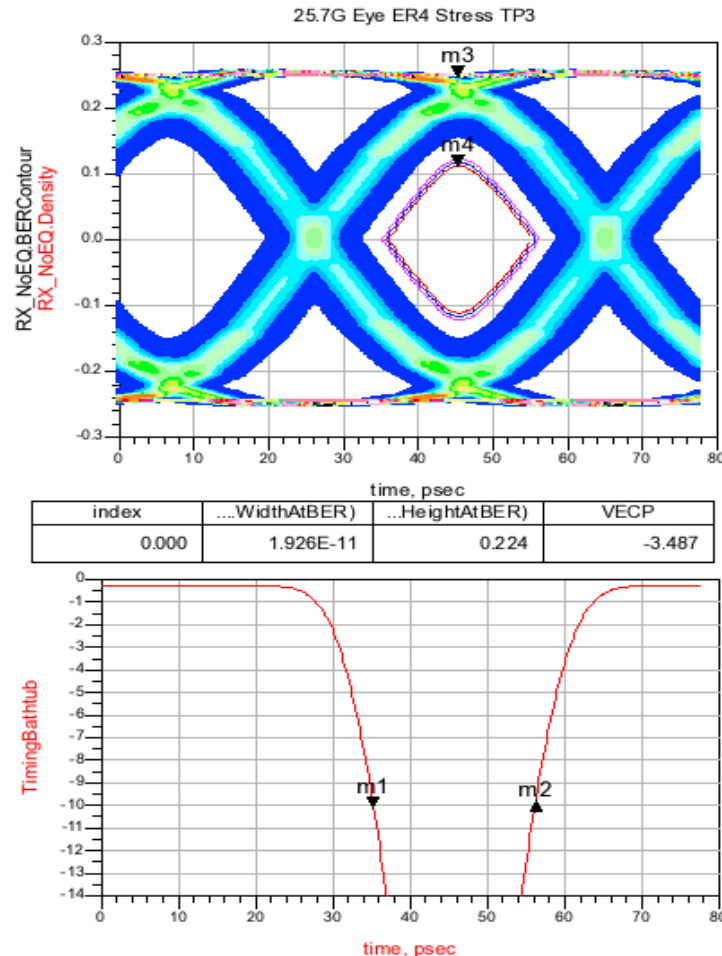 25.7G Eye ER4 Stress TP3
RX_NoEQ.BERContour
RX_NoEQ.Density
0.3
0.2
0.1
0.0
-0.1
-0.2
-0.3
m3
m4
0 10 20 30 40 50 60 70 80
time, psec
index ....WidthAtBER) ...HeightAtBER) VECP
0.000 1.926E-11 0.224 -3.487
TimingBathtub
0
-1
-2
-3
-4
-5
-6
-7
-8
-9
-10
-11
-12
-13
-14
m1
m2
0 10 20 30 40 50 60 70 80
time, psec